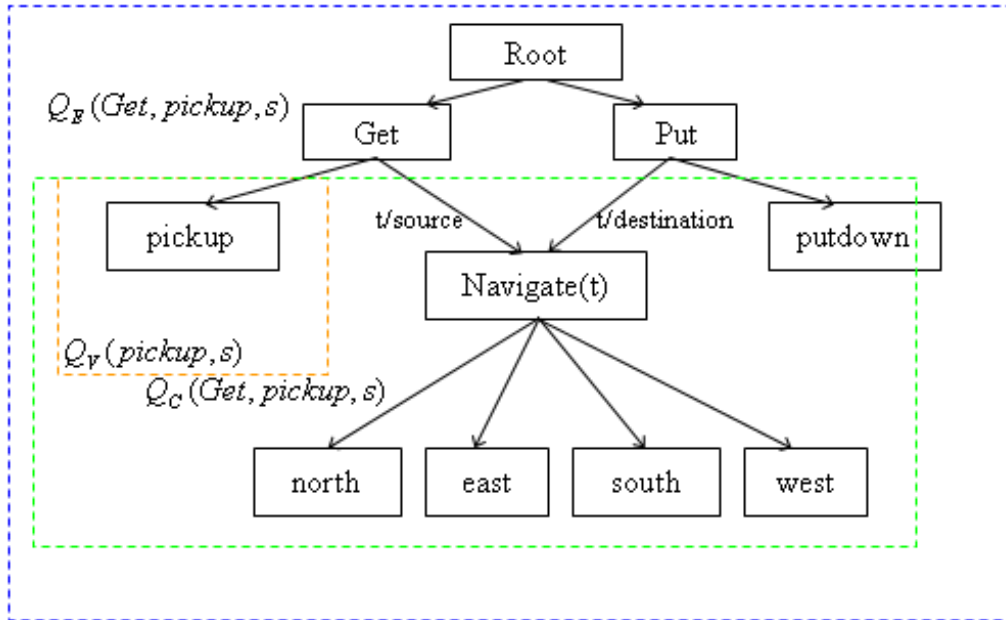 Root
Q_E(Get, pickup, s)
Get
Put
pickup
t/source
t/destination
putdown
Navigate(t)
Q_V(pickup, s)
Q_C(Get, pickup, s)
north
east
south
west